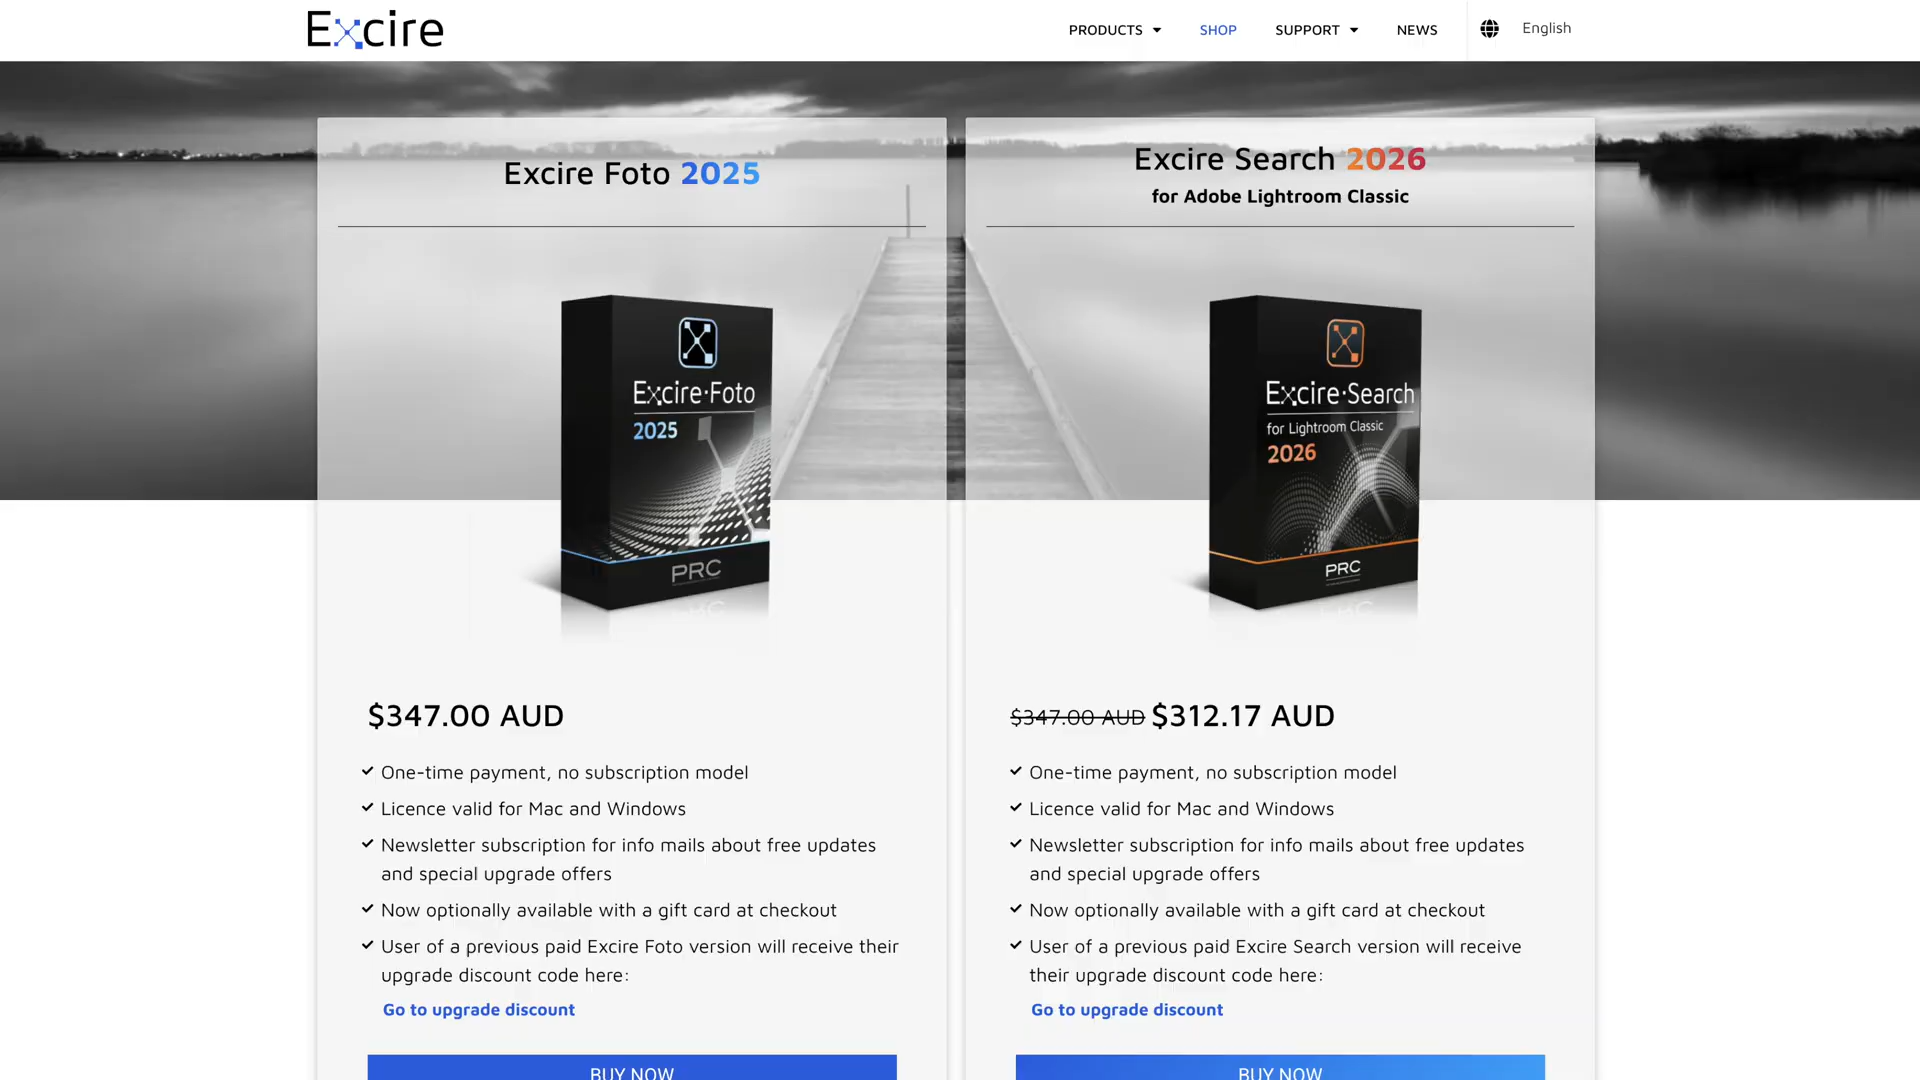 Excire
PRODUCTS
SHOP
SUPPORT
NEWS
English
Excire Foto 2025
Excire·Foto
2025
PRC
$347.00 AUD
One-time payment, no subscription model
Licence valid for Mac and Windows
Newsletter subscription for info mails about free updates
and special upgrade offers
Now optionally available with a gift card at checkout
User of a previous paid Excire Foto version will receive their
upgrade discount code here:
Go to upgrade discount
BUY NOW
Excire Search 2026
for Adobe Lightroom Classic
Excire·Search
for Lightroom Classic
2026
PRC
$347.00 AUD $312.17 AUD
One-time payment, no subscription model
Licence valid for Mac and Windows
Newsletter subscription for info mails about free updates
and special upgrade offers
Now optionally available with a gift card at checkout
User of a previous paid Excire Search version will receive
their upgrade discount code here:
Go to upgrade discount
BUY NOW